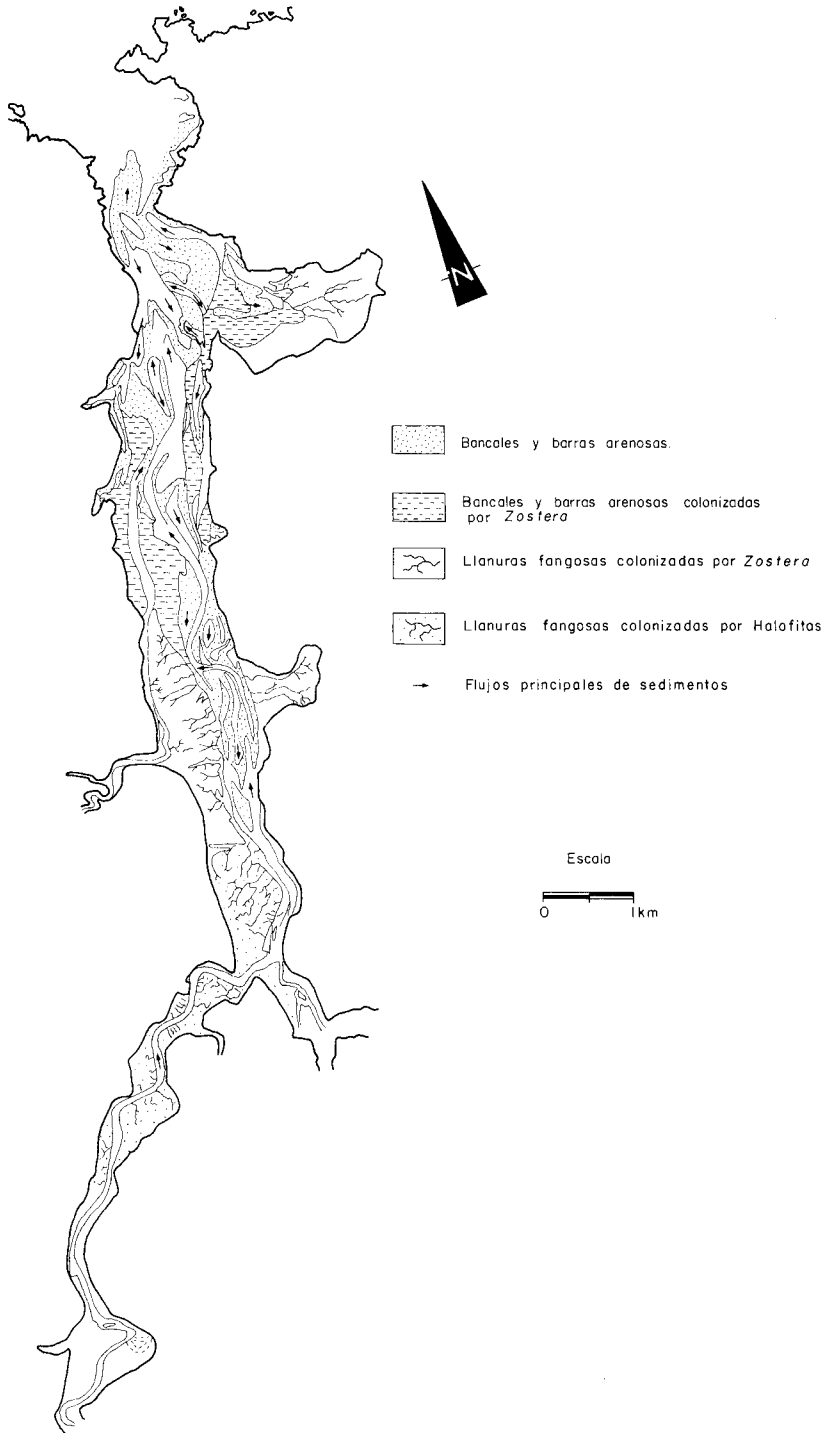 N
Bancales y barras arenosas.
Bancales y barras arenosas colonizadas
por Zostera
Llanuras fangosas colonizadas por Zostera
Llanuras fangosas colonizadas por Halofitas
Flujos principales de sedimentos
Escala
0 1km